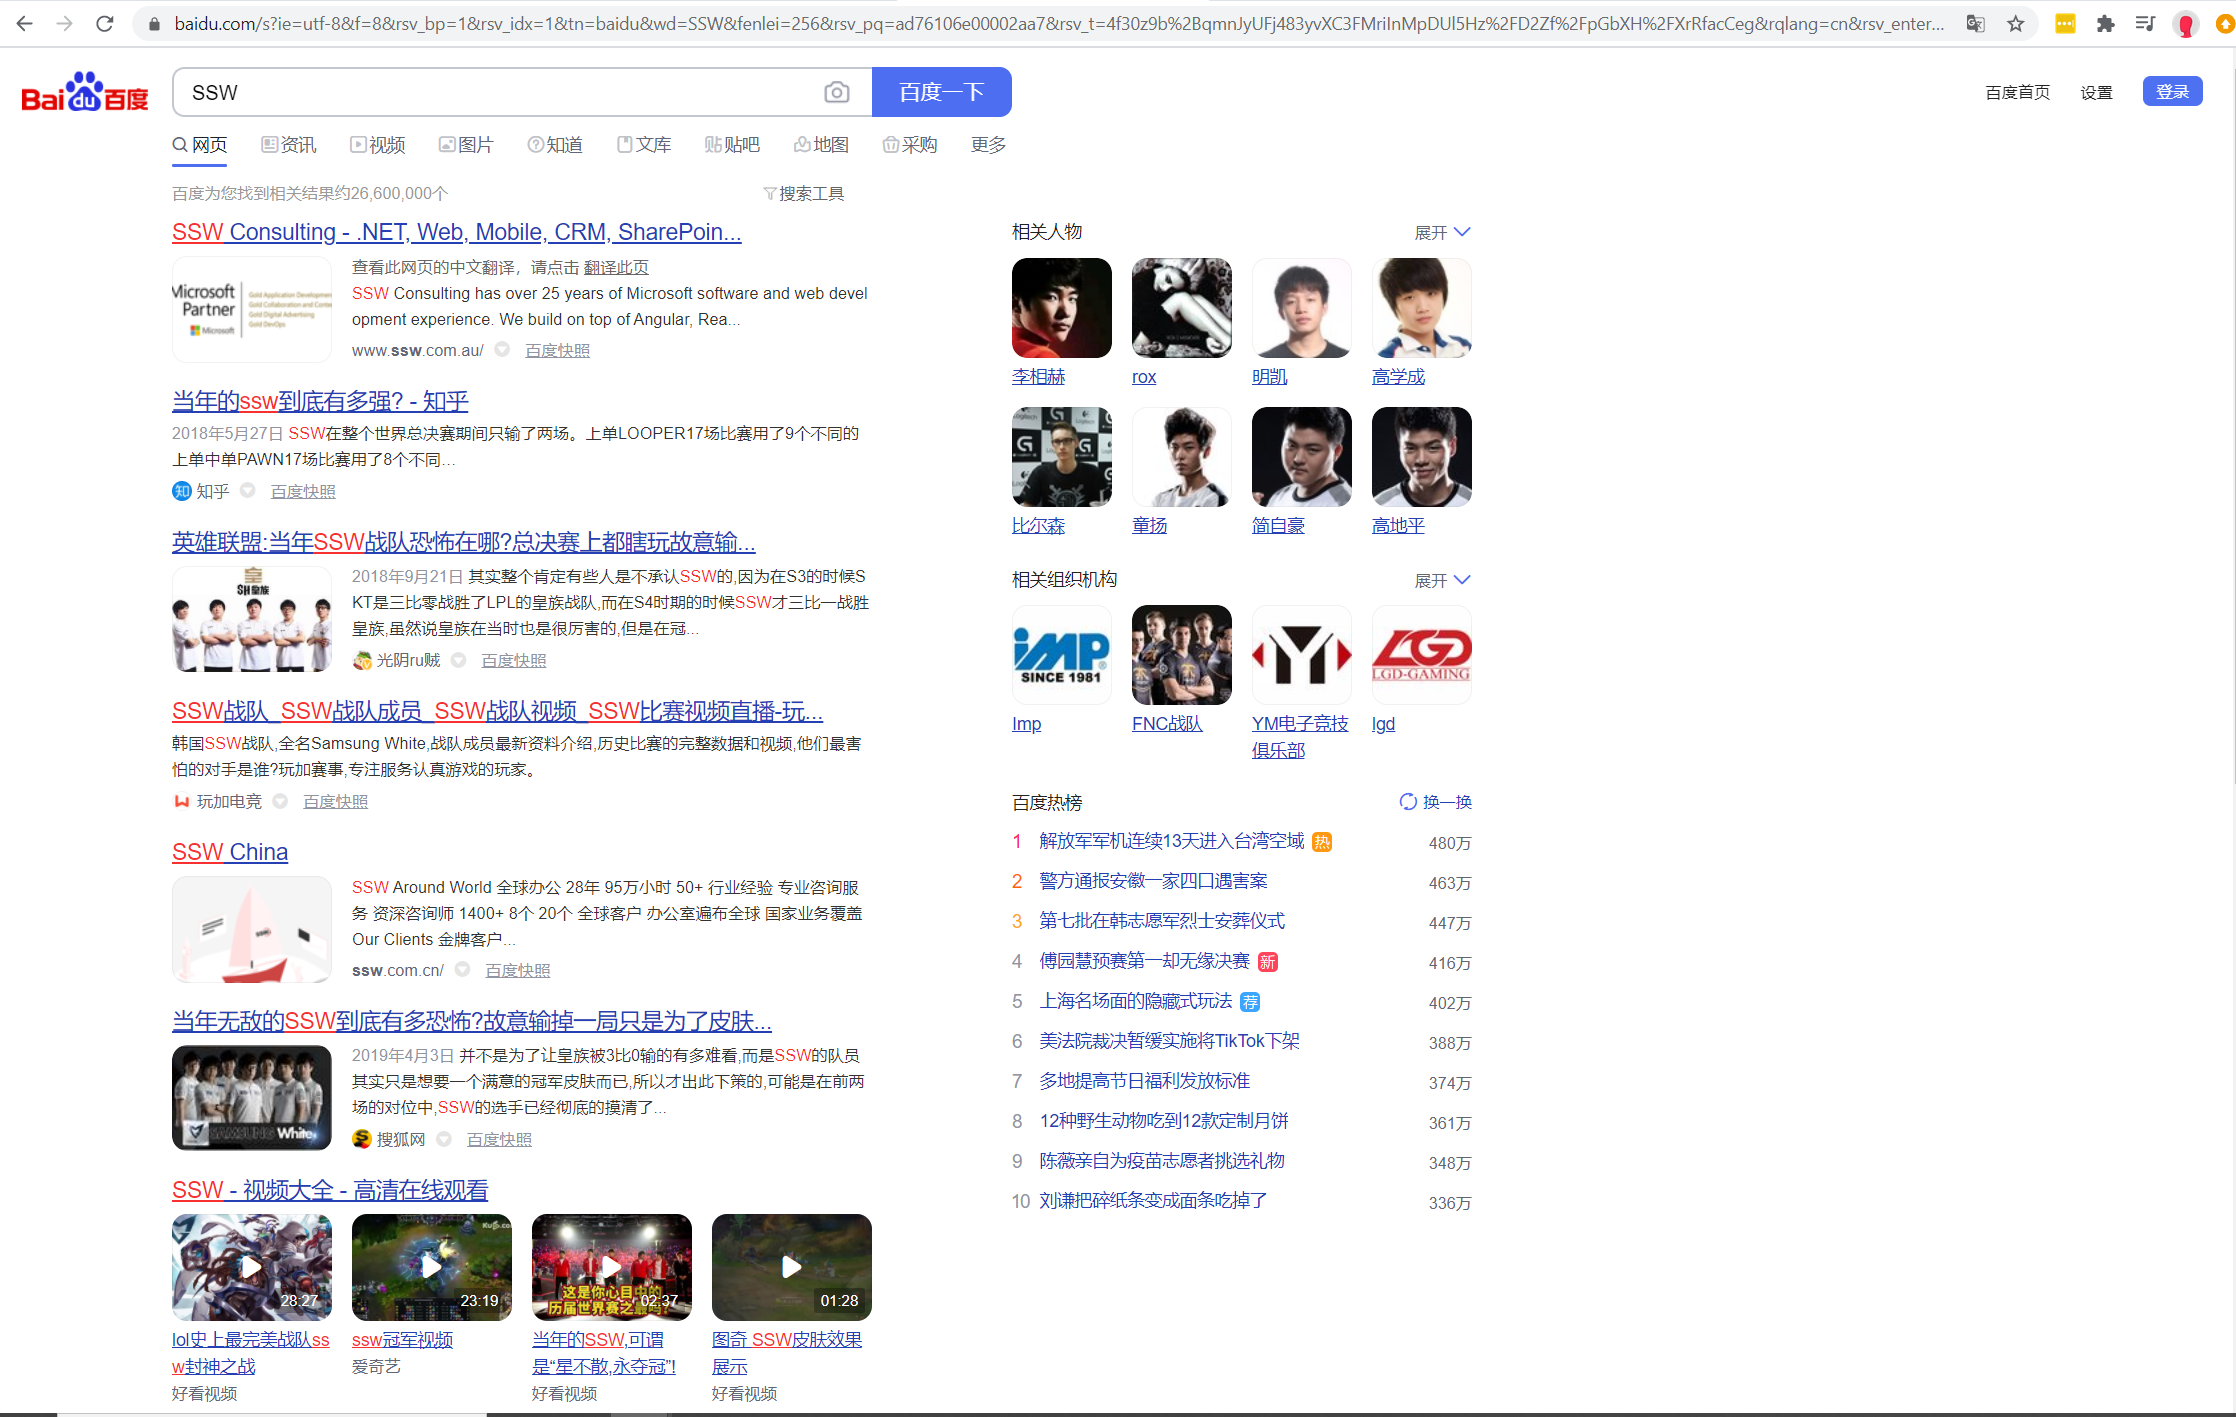 baidu.com/s?ie=utf-8&f=8&rsv_bp=1&rsv_idx=1&tn=baidu&wd=SSW&fenlei=256&rsv_pq=ad76106e00002aa7&rsv_t=4f30z9b%2BqmnJyUFj483yvXC3FMriInMpDUl5Hz%2FD2Zf%2FpGbXH%2FXrRfacCeg&rqlang=cn&rsv_enter...
Bai du 百度
SSW
百度一下
百度首页 设置 登录
网页 资讯 视频 图片 知道 文库 贴吧 地图 采购 更多
百度为您找到相关结果约26,600,000个 搜索工具
SSW Consulting - .NET, Web, Mobile, CRM, SharePoin...
Microsoft
Partner
Microsoft
Gold Application Development
Gold Digital Advertising
Gold DevOps
查看此网页的中文翻译，请点击 翻译此页
SSW Consulting has over 25 years of Microsoft software and web devel
opment experience. We build on top of Angular, Rea...
www.ssw.com.au/ 百度快照
当年的ssw到底有多强? - 知乎
2018年5月27日 SSW在整个世界总决赛期间只输了两场。上单LOOPER17场比赛用了9个不同的
上单中单PAWN17场比赛用了8个不同...
知 知乎 百度快照
英雄联盟:当年SSW战队恐怖在哪?总决赛上都瞎玩故意输...
SH皇族
2018年9月21日 其实整个肯定有些人是不承认SSW的,因为在S3的时候S
KT是三比零战胜了LPL的皇族战队,而在S4时期的时候SSW才三比一战胜
皇族,虽然说皇族在当时也是很厉害的,但是在冠...
光阴ru贼 百度快照
SSW战队_SSW战队成员_SSW战队视频_SSW比赛视频直播-玩...
韩国SSW战队,全名Samsung White,战队成员最新资料介绍,历史比赛的完整数据和视频,他们最害
怕的对手是谁?玩加赛事,专注服务认真游戏的玩家。
玩加电竞 百度快照
SSW China
SSW Around World 全球办公 28年 95万小时 50+ 行业经验 专业咨询服
务 资深咨询师 1400+ 8个 20个 全球客户 办公室遍布全球 国家业务覆盖
Our Clients 金牌客户...
ssw.com.cn/ 百度快照
当年无敌的SSW到底有多恐怖?故意输掉一局只是为了皮肤...
SAMSUNG White
2019年4月3日 并不是为了让皇族被3比0输的有多难看,而是SSW的队员
其实只是想要一个满意的冠军皮肤而已,所以才出此下策的,可能是在前两
场的对位中,SSW的选手已经彻底的摸清了...
搜狐网 百度快照
SSW - 视频大全 - 高清在线观看
28:27
23:19
这是你心目中的
历届世界赛之最吗?
02:37
01:28
lol史上最完美战队ss
w封神之战
好看视频
ssw冠军视频
爱奇艺
当年的SSW,可谓
是“星不散,永夺冠”!
好看视频
图奇 SSW皮肤效果
展示
好看视频
相关人物 展开
李相赫 rox 明凯 高学成
比尔森 童扬 简自豪 高地平
相关组织机构 展开
iMP
SINCE 1981
YM
LGD
LGD-GAMING
Imp FNC战队 YM电子竞技 lgd
俱乐部
百度热榜 换一换
1 解放军军机连续13天进入台湾空域 热 480万
2 警方通报安徽一家四口遇害案 463万
3 第七批在韩志愿军烈士安葬仪式 447万
4 傅园慧预赛第一却无缘决赛 新 416万
5 上海名场面的隐藏式玩法 荐 402万
6 美法院裁决暂缓实施将TikTok下架 388万
7 多地提高节日福利发放标准 374万
8 12种野生动物吃到12款定制月饼 361万
9 陈薇亲自为疫苗志愿者挑选礼物 348万
10 刘谦把碎纸条变成面条吃掉了 336万